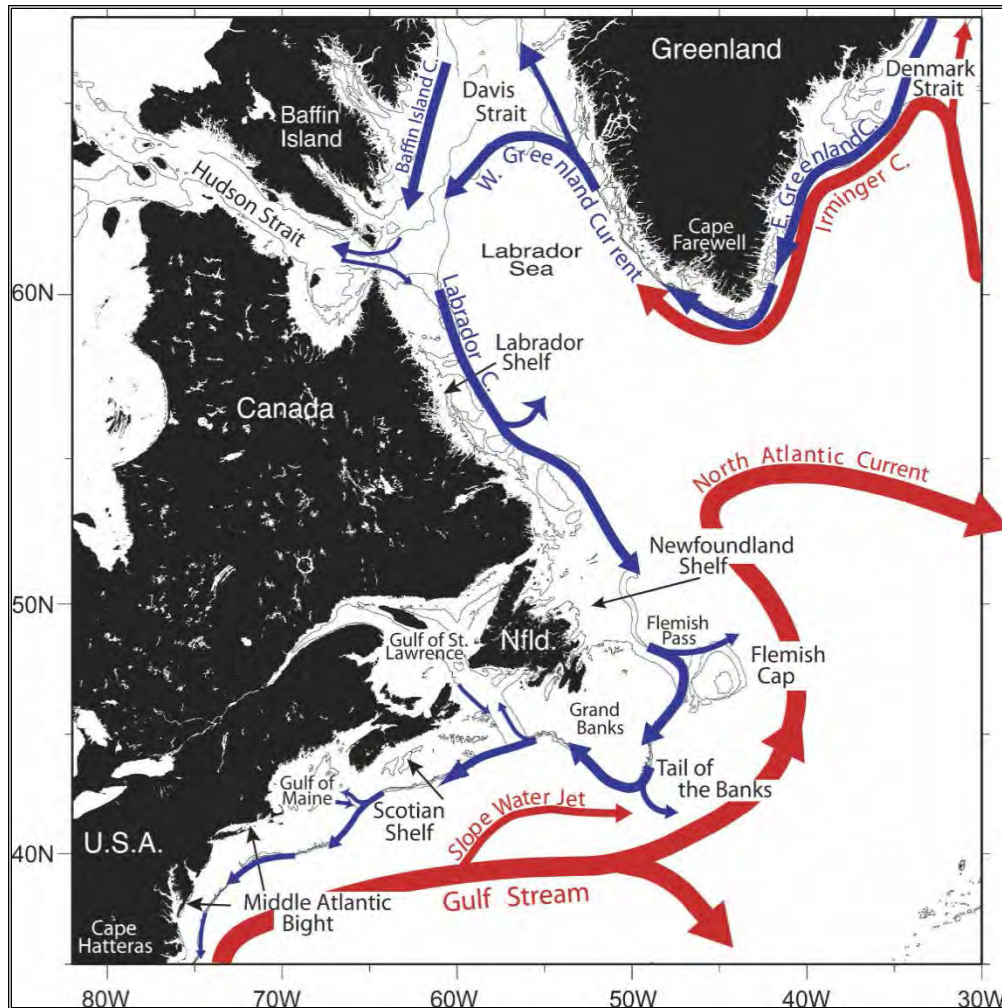 Greenland
Denmark
Strait
Davis
Strait
Baffin Island C.
Baffin
Island
W. Greenland Current
E. Greenland C.
Irminger C.
Hudson Strait
Cape
Farewell
Labrador
Sea
60N
Labrador C.
Labrador
Shelf
Canada
North Atlantic Current
Newfoundland
Shelf
50N
Flemish
Pass
Gulf of St.
Lawrence
Nfld.
Flemish
Cap
Grand
Banks
Tail of
the Banks
Gulf of
Maine
Scotian
Shelf
Slope Water Jet
U.S.A.
40N
Gulf Stream
Middle Atlantic
Bight
Cape
Hatteras
80W 70W 60W 50W 40W 30W